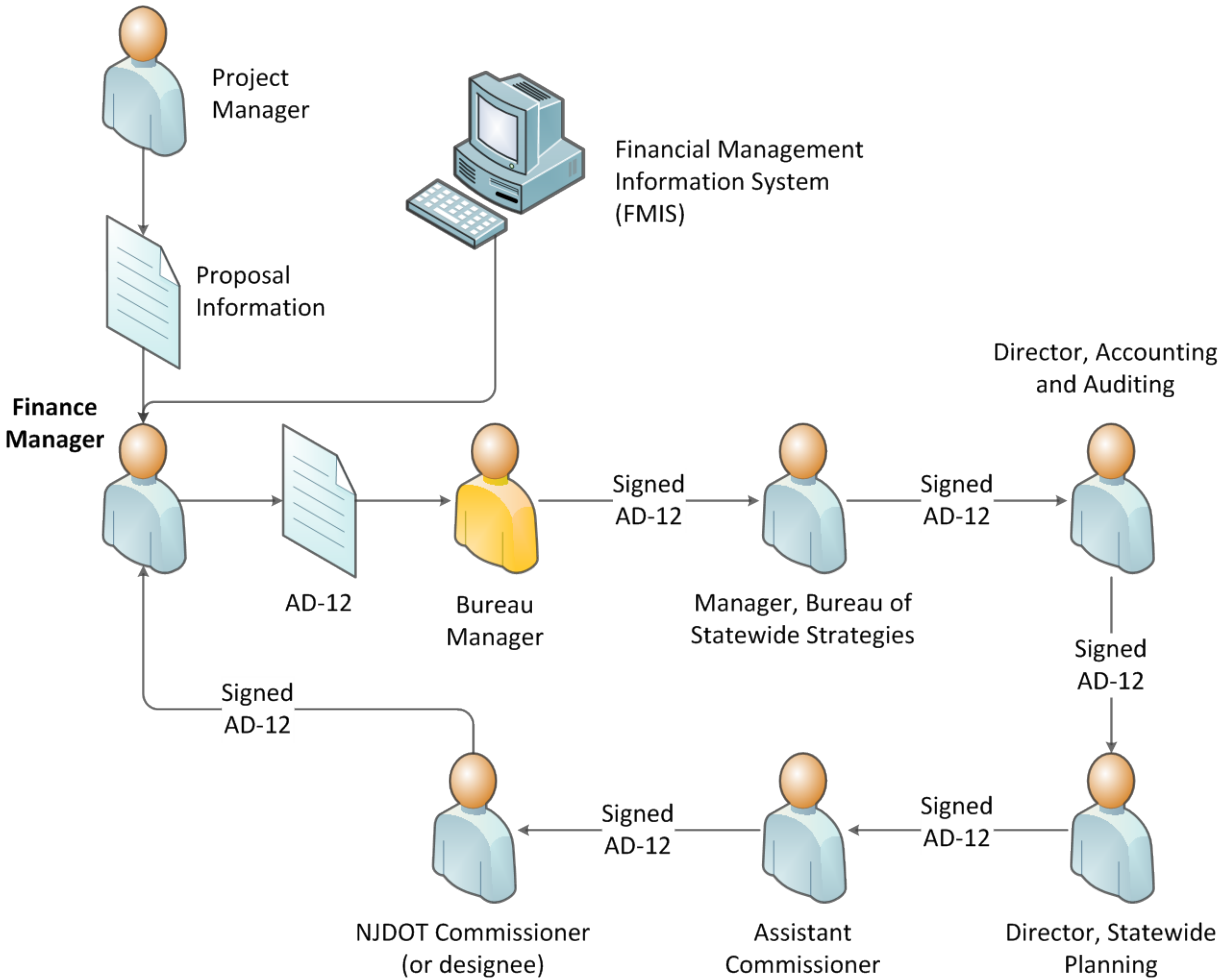 Project
Manager
Financial Management
Information System
(FMIS)
Proposal
Information
Director, Accounting
and Auditing
Finance
Manager
Signed
AD-12
Signed
AD-12
AD-12
Bureau
Manager
Manager, Bureau of
Statewide Strategies
Signed
AD-12
Signed
AD-12
Signed
AD-12
Signed
AD-12
NJDOT Commissioner
(or designee)
Assistant
Commissioner
Director, Statewide
Planning